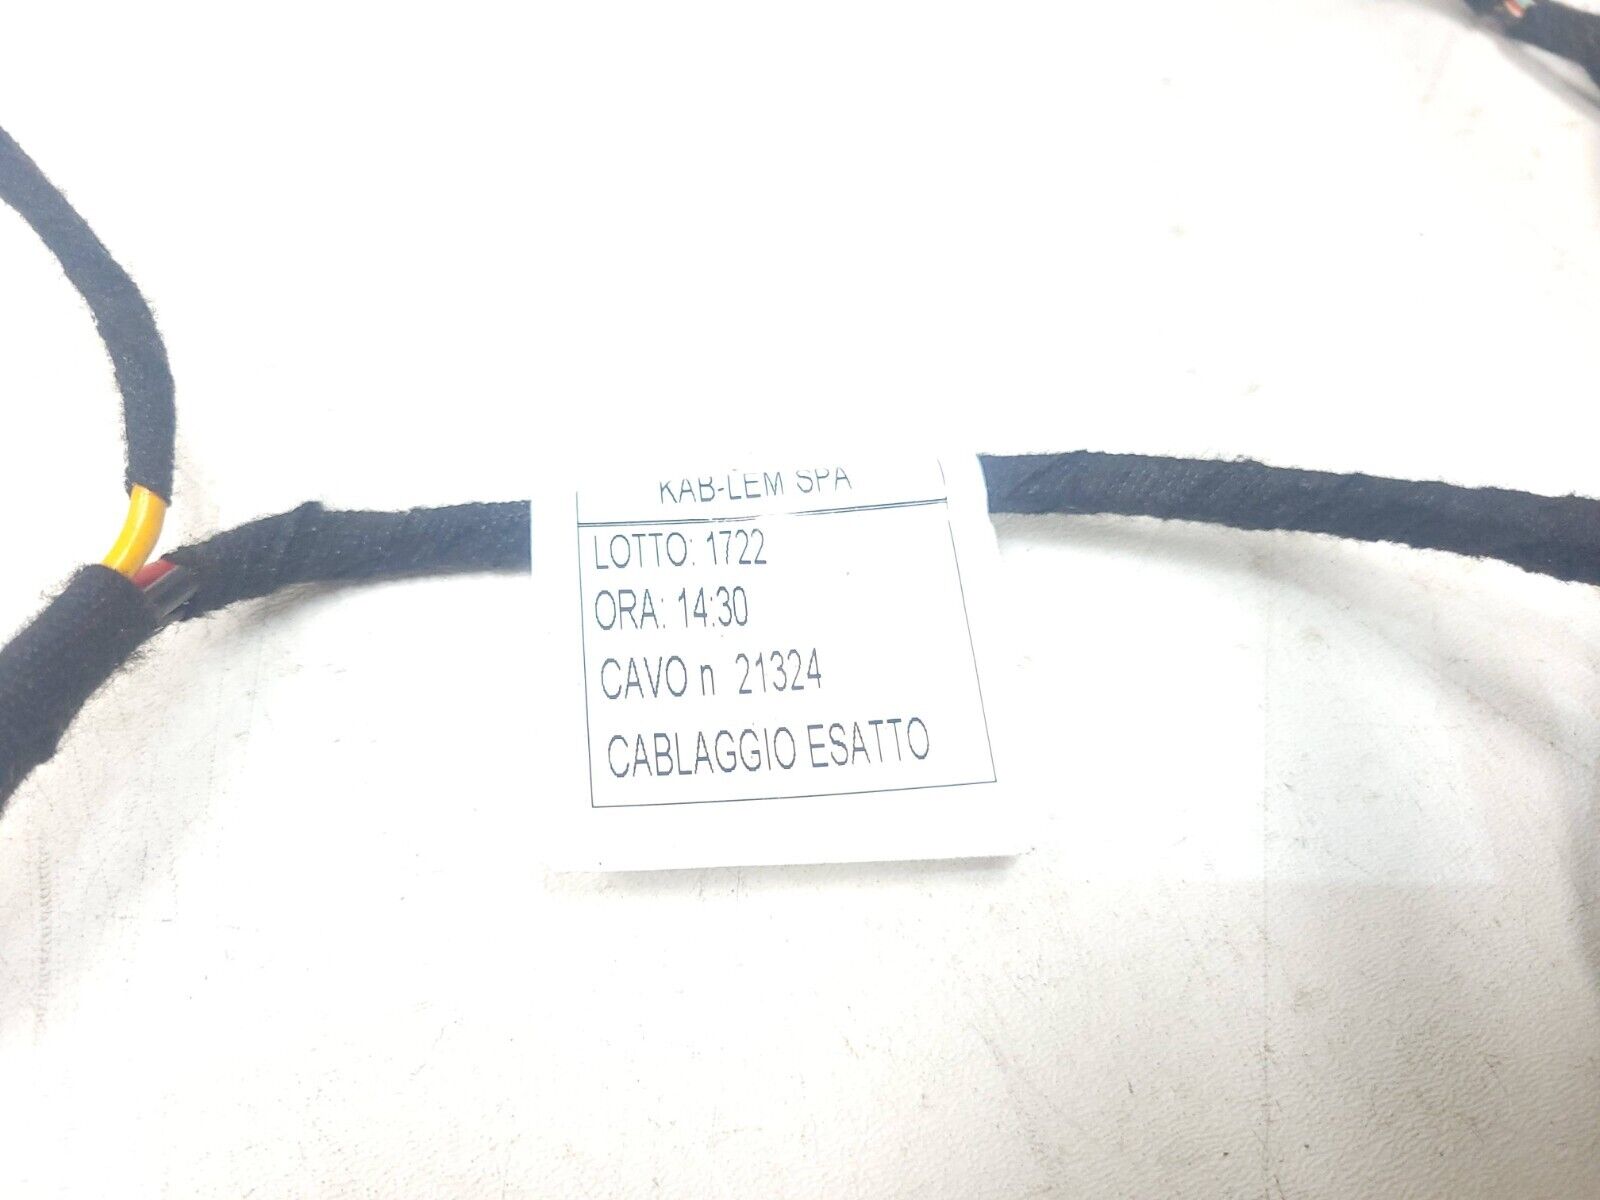 KAB-LEM SPA
LOTTO: 1722
ORA: 14:30
CAVO n 21324
CABLAGGIO ESATTO